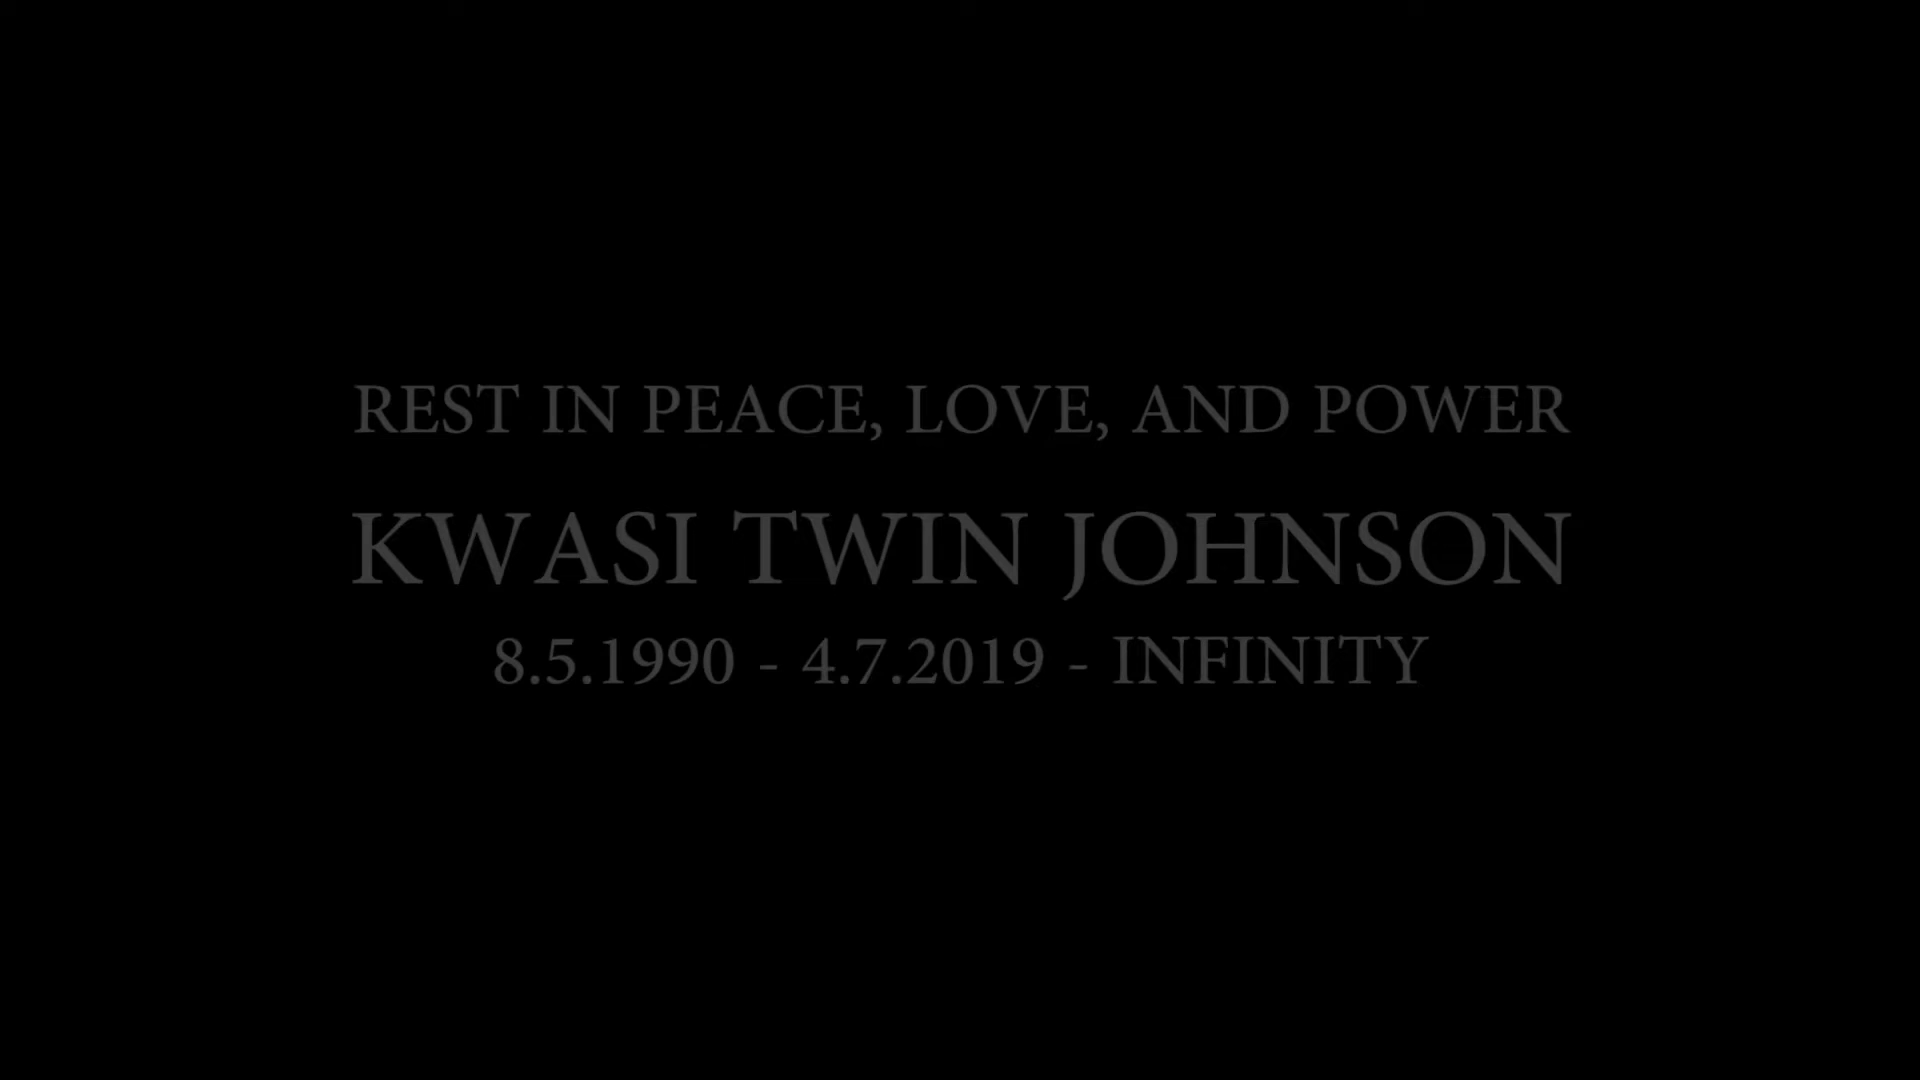 REST IN PEACE, LOVE, AND POWER
KWASI TWIN JOHNSON
8.5.1990 - 4.7.2019 - INFINITY